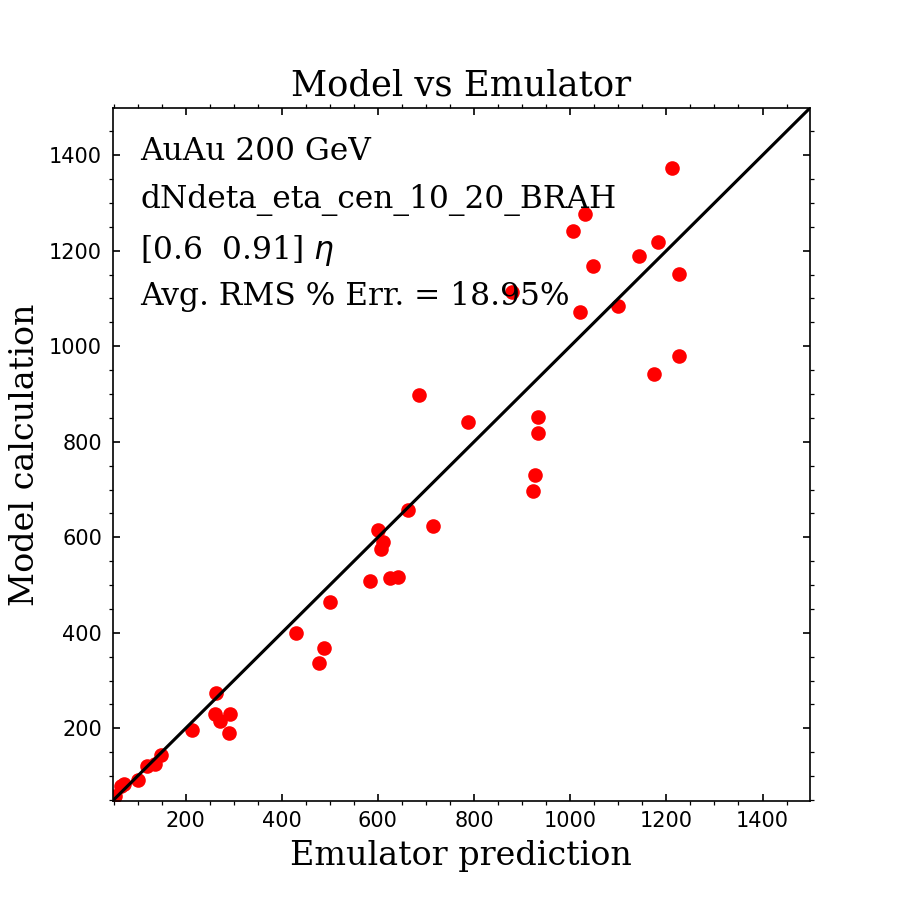 Model vs Emulator
AuAu 200 GeV
dNdeta_eta_cen_10_20_BRAH
[0.6  0.91] η
Avg. RMS % Err. = 18.95%
Model calculation
1400
1200
1000
800
600
400
200
200 400 600 800 1000 1200 1400
Emulator prediction